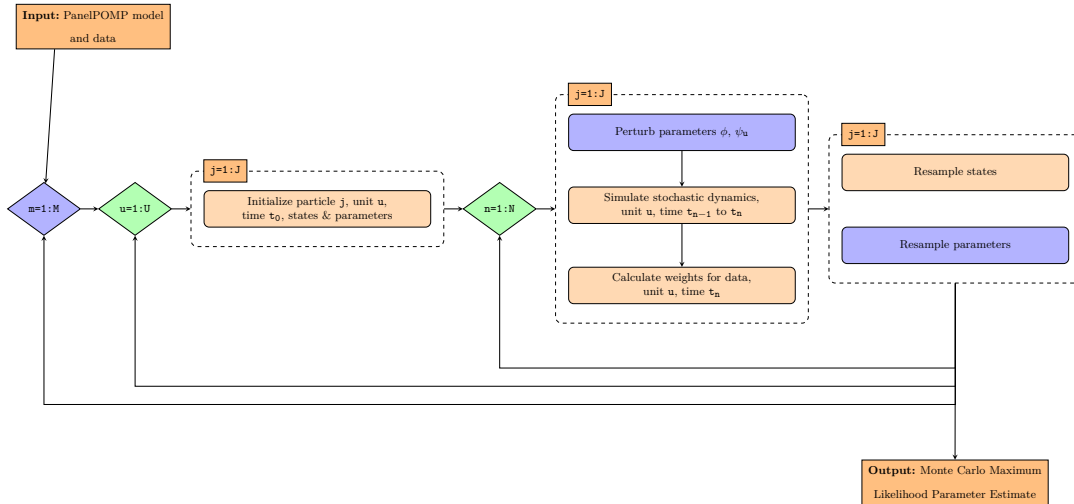 Input: PanelPOMP model
and data
m=1:M
u=1:U
j=1:J
Initialize particle j, unit u,
time t₀, states & parameters
n=1:N
j=1:J
Perturb parameters ϕ, ψᵤ
Simulate stochastic dynamics,
unit u, time tₙ₋₁ to tₙ
Calculate weights for data,
unit u, time tₙ
j=1:J
Resample states
Resample parameters
Output: Monte Carlo Maximum
Likelihood Parameter Estimate